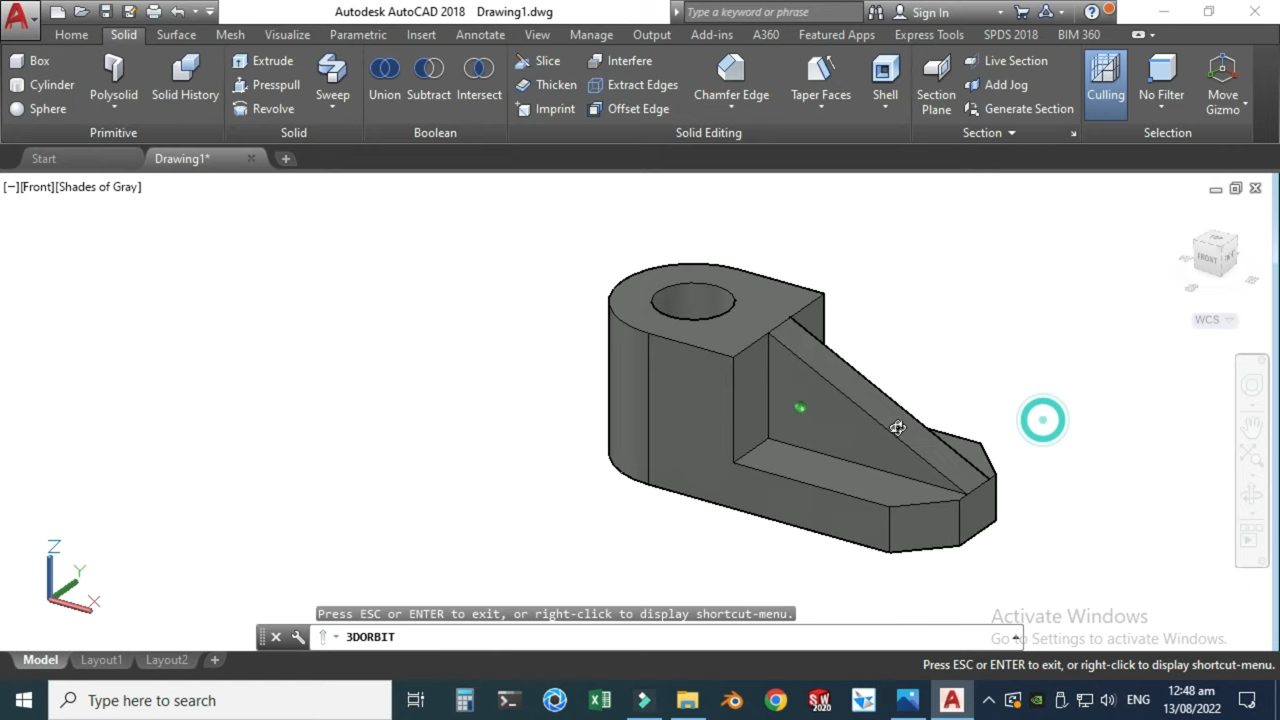 Autodesk AutoCAD 2018 Drawing1.dwg
Type a keyword or phrase
Sign In
Home Solid Surface Mesh Visualize Parametric Insert Annotate View Manage Output Add-ins A360 Featured Apps Express Tools SPDS 2018 BIM 360
Box
Cylinder
Sphere
Polysolid
Solid History
Primitive
Extrude
Presspull
Revolve
Sweep
Solid
Union Subtract Intersect
Boolean
Slice
Thicken
Imprint
Interfere
Extract Edges
Offset Edge
Chamfer Edge
Taper Faces
Shell
Solid Editing
Section
Plane
Live Section
Add Jog
Generate Section
Section
Culling
No Filter
Move
Gizmo
Selection
Start
Drawing1*
[−][Front][Shades of Gray]
TOP
FRONT
WCS
Z
Y
X
Press ESC or ENTER to exit, or right-click to display shortcut-menu.
3DORBIT
Activate Windows
Go to Settings to activate Windows.
Model Layout1 Layout2
Press ESC or ENTER to exit, or right-click to display shortcut-menu.
Type here to search
SW
2020
ENG
12:48 am
13/08/2022